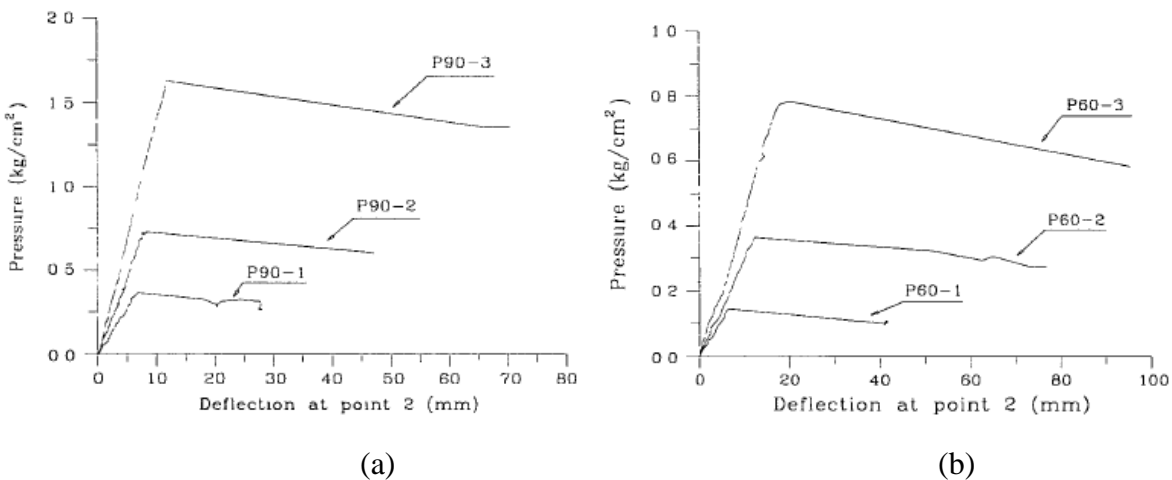 2 0
P90-3
1 5
Pressure (kg/cm²)
1 0
P90-2
0 5
P90-1
0 0
0 10 20 30 40 50 60 70 80
Deflection at point 2 (mm)
(a)
1 0
0 8
P60-3
0 6
Pressure (kg/cm²)
0 4
P60-2
0 2
P60-1
0 0
0 20 40 60 80 100
Deflection at point 2 (mm)
(b)